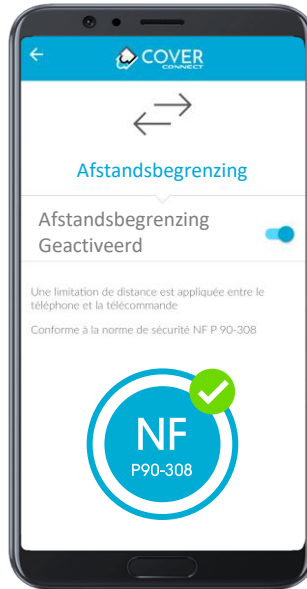 COVER
CONNECT
Afstandsbegrenzing
Afstandsbegrenzing
Geactiveerd
Une limitation de distance est appliquée entre le
téléphone et la télécommande
Conforme à la norme de sécurité NF P 90-308
NF
P90-308